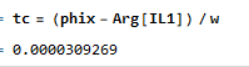 = tc = (phix - Arg[IL1]) / w
= 0.0000309269